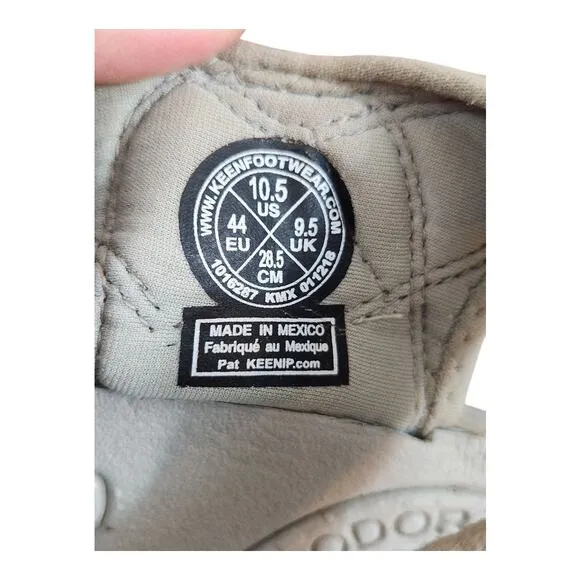 WWW.KEENFOOTWEAR.COM
10.5
US
44
EU
9.5
UK
28.5
CM
1016287 KMX 011218
MADE IN MEXICO
Fabriqué au Mexique
Pat KEENIP.com
ODOR